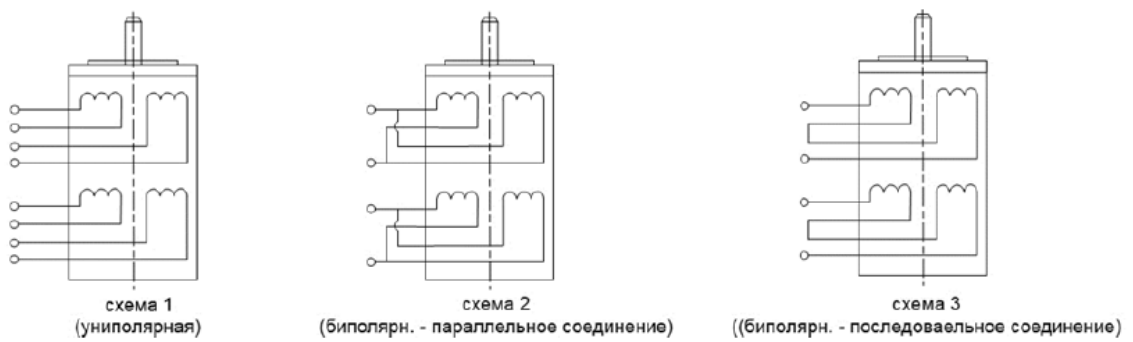 схема 1
(униполярная)
схема 2
(биполярн. - параллельное соединение)
схема 3
((биполярн. - последоваельное соединение)